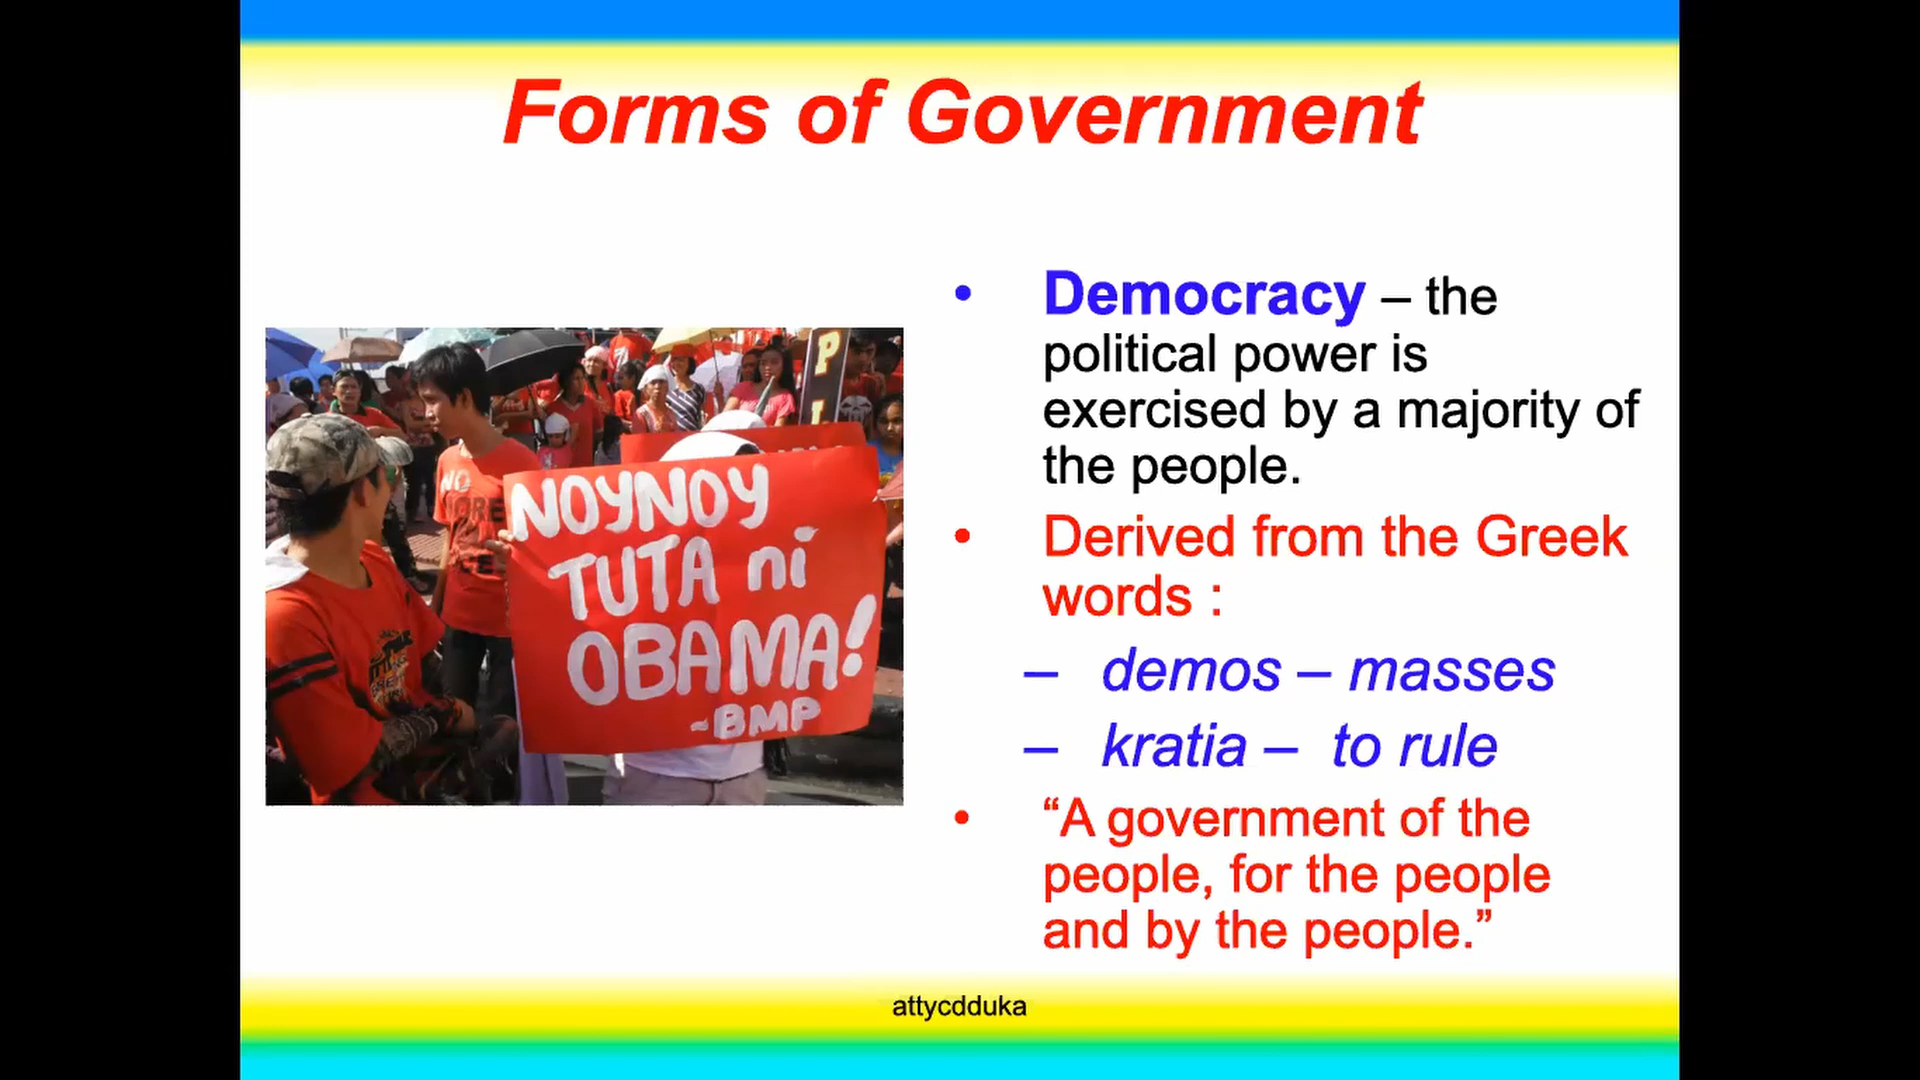 Forms of Government
NOYNOY
TUTA ni
OBAMA!
~BMP
P
NO
• Democracy – the
political power is
exercised by a majority of
the people.
• Derived from the Greek
words :
– demos – masses
– kratia – to rule
• “A government of the
people, for the people
and by the people.”
attycdduka